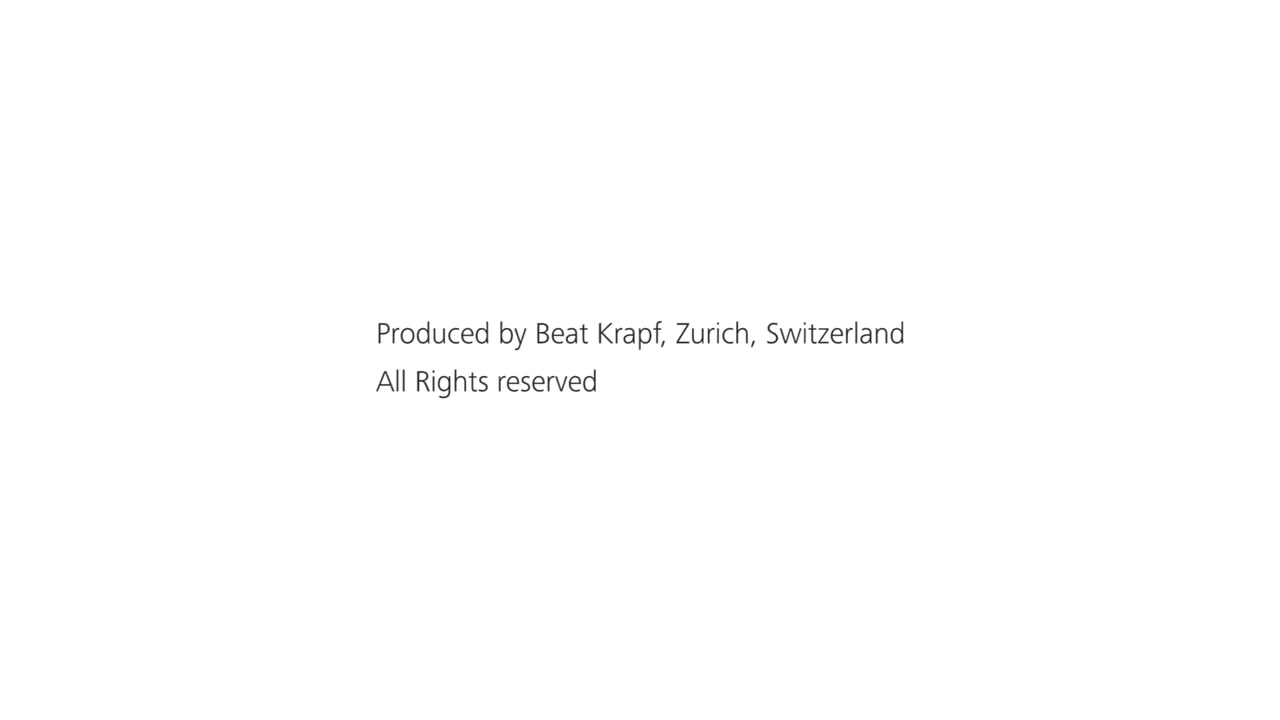 Produced by Beat Krapf, Zurich, Switzerland
All Rights reserved